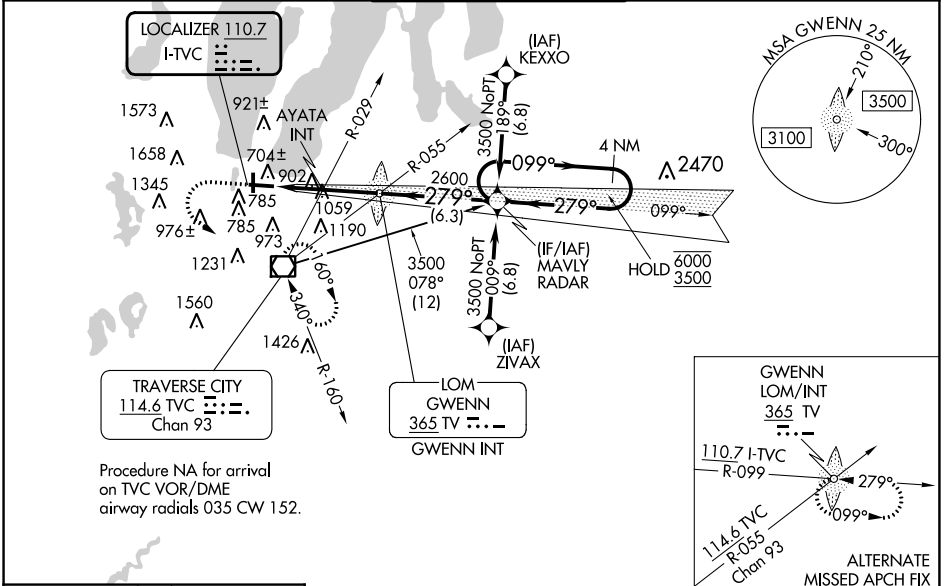 LOCALIZER 110.7
I-TVC
(IAF)
KEXXO
MSA GWENN 25 NM
210°
3500
3100
300°
1573
921±
AYATA
INT
R-029
R-055
3500 NoPT
189°
(6.8)
099°
4 NM
2470
1658
704±
902
2600
1345
785
279°
(6.3)
279°
099°
1059
976±
785
973
1190
1231
3500
078°
(12)
3500 NoPT
009°
(6.8)
(IF/IAF)
MAVLY
RADAR
HOLD
6000
3500
160°
340°
1560
1426
R-160
(IAF)
ZIVAX
TRAVERSE CITY
114.6 TVC
Chan 93
LOM
GWENN
365 TV
GWENN INT
Procedure NA for arrival
on TVC VOR/DME
airway radials 035 CW 152.
GWENN
LOM/INT
365 TV
110.7 I-TVC
R-099
279°
099°
114.6 TVC
R-055
Chan 93
ALTERNATE
MISSED APCH FIX